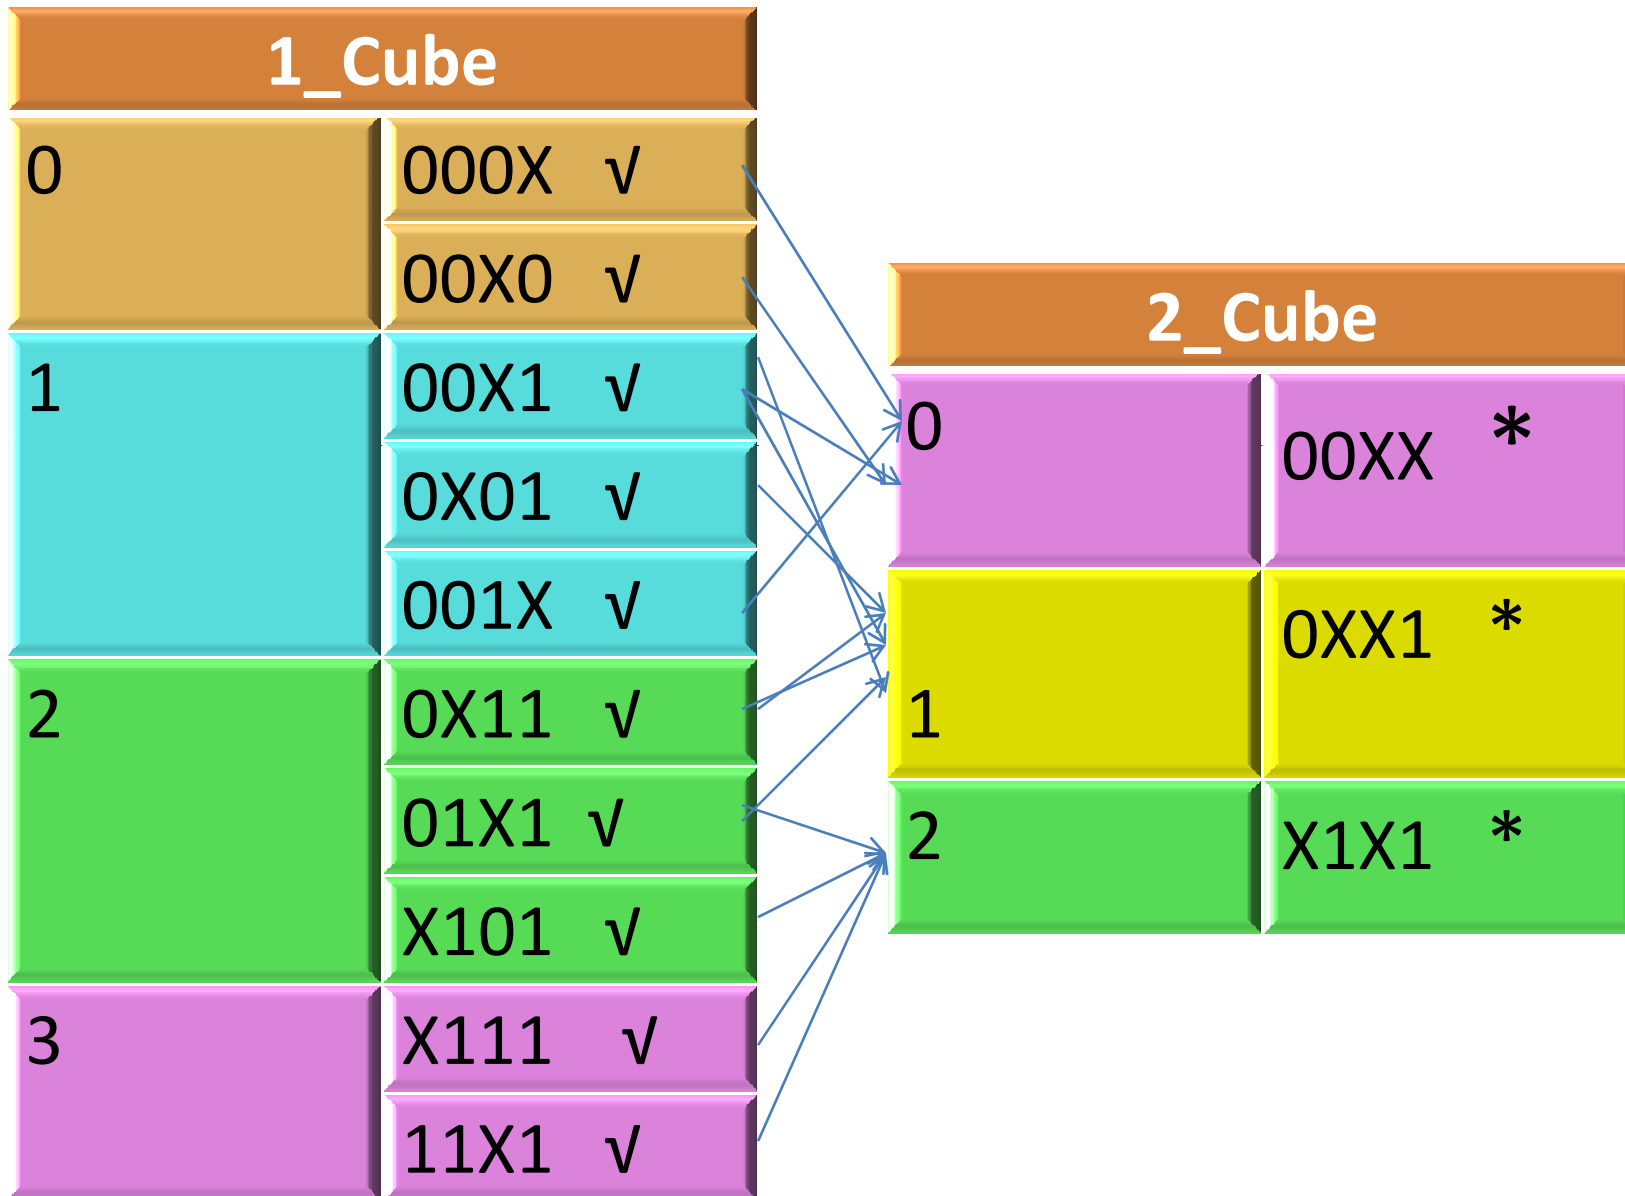 1_Cube
0
000X √
00X0 √
1
00X1 √
0X01 √
001X √
2
0X11 √
01X1 √
X101 √
3
X111 √
11X1 √
2_Cube
0
00XX *
1
0XX1 *
2
X1X1 *